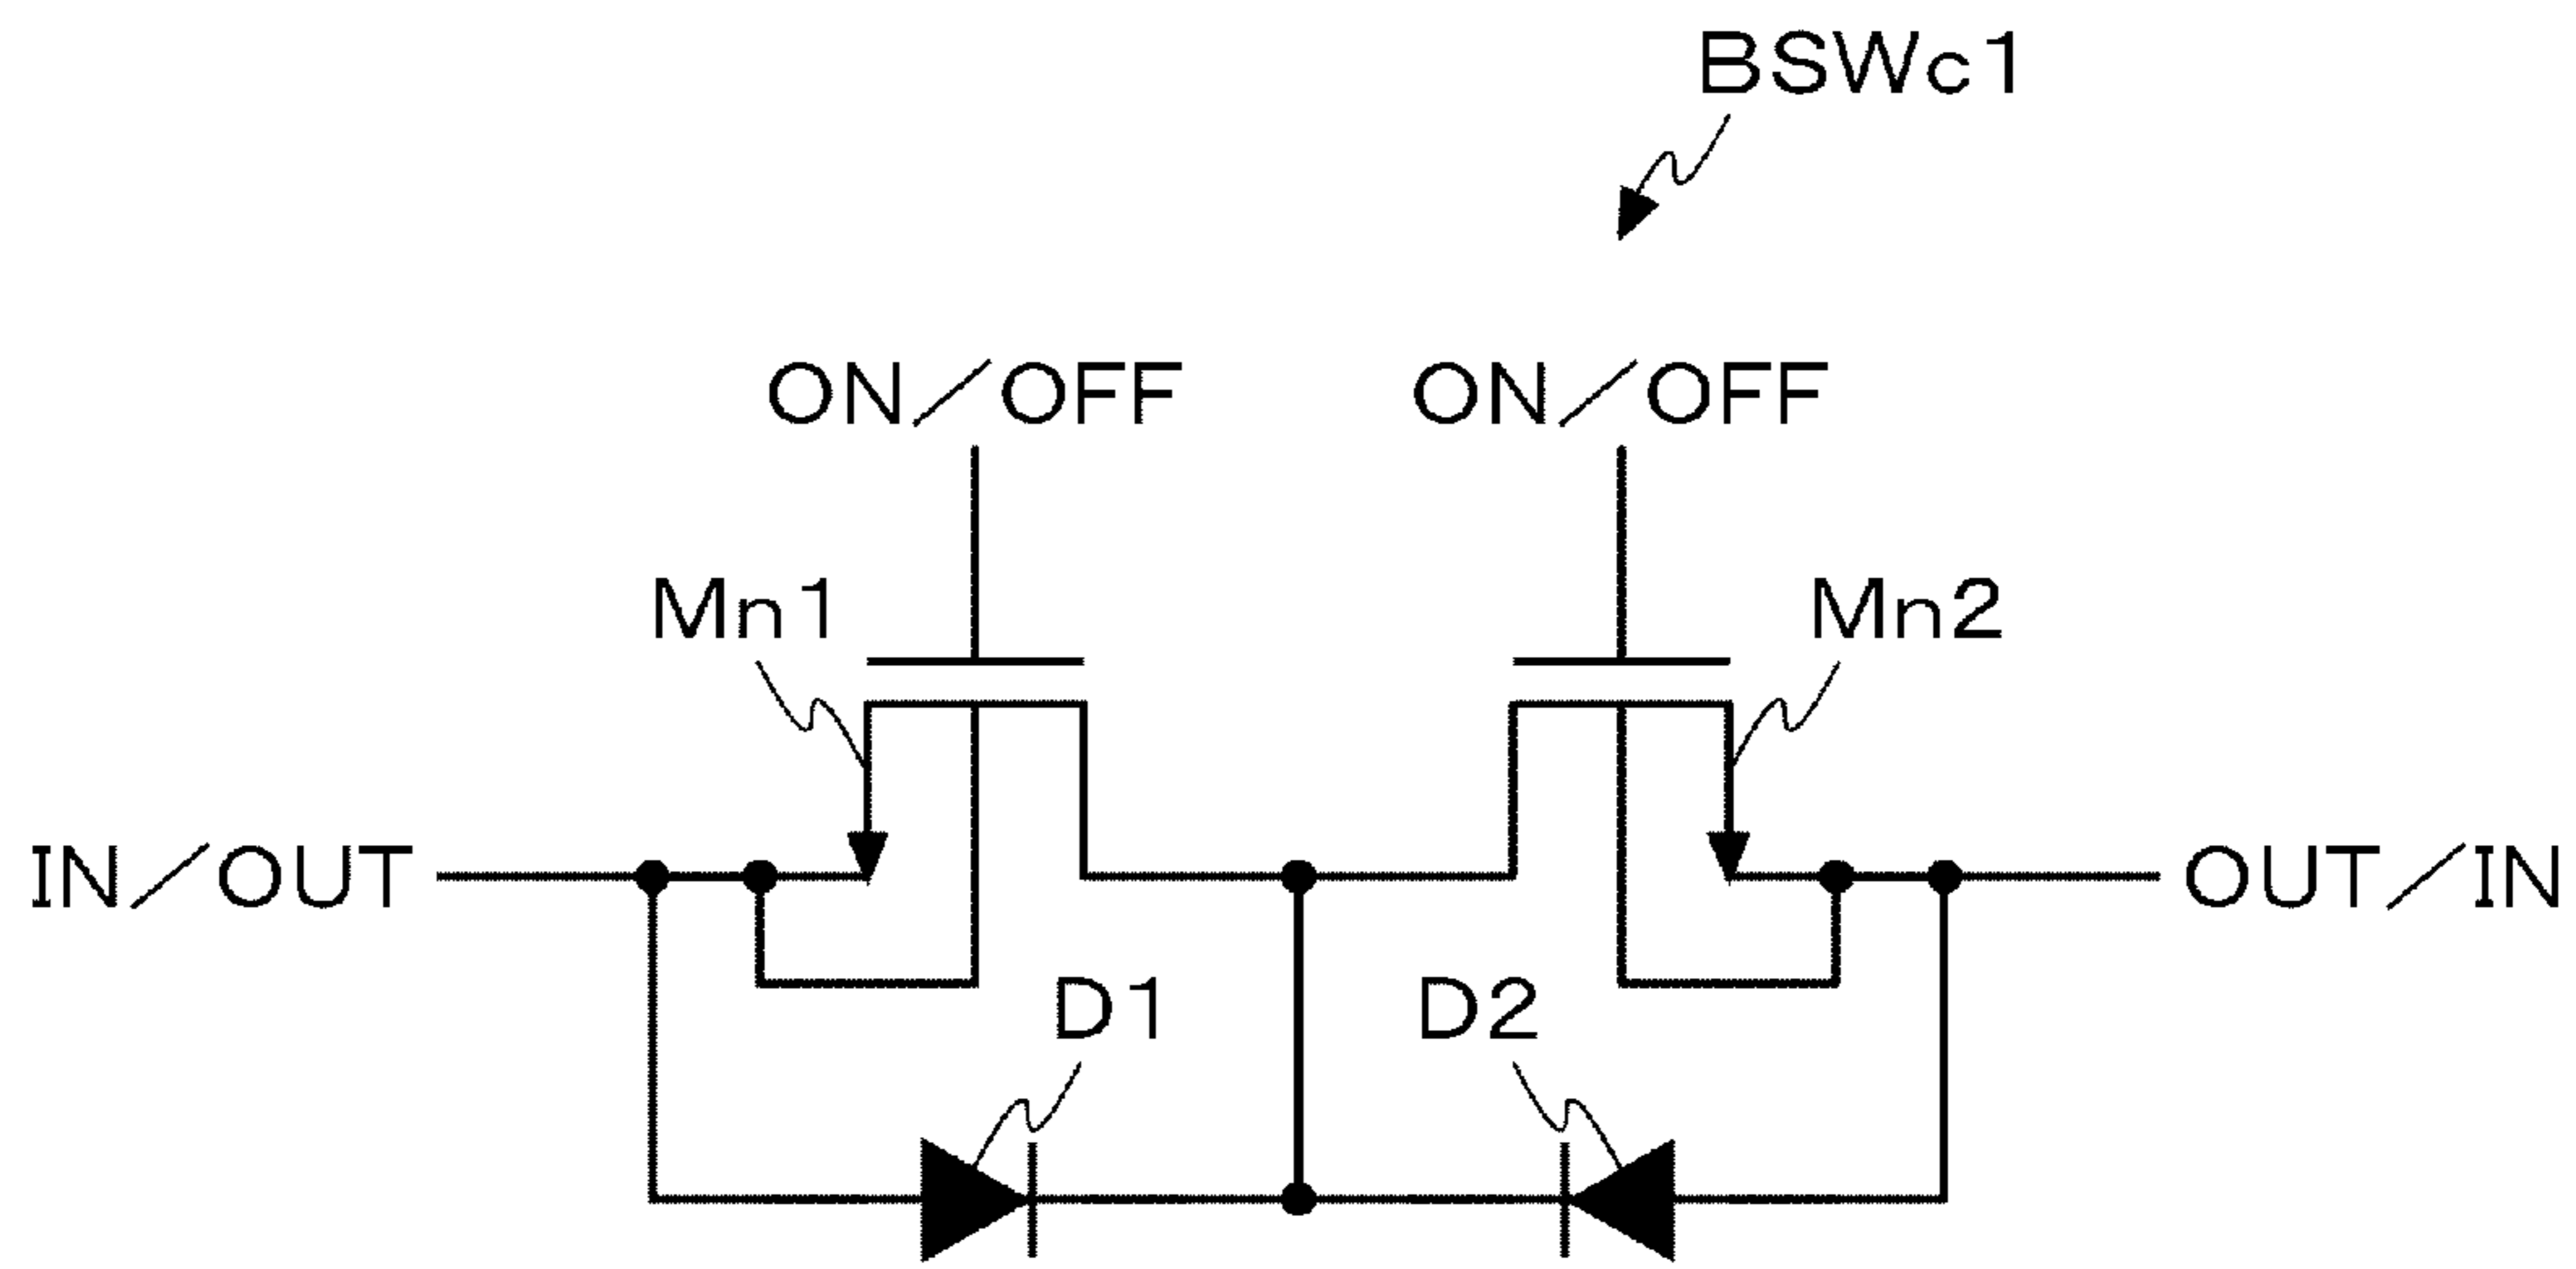 BSWc1
ON/OFF ON/OFF
Mn1 Mn2
IN/OUT OUT/IN
D1 D2